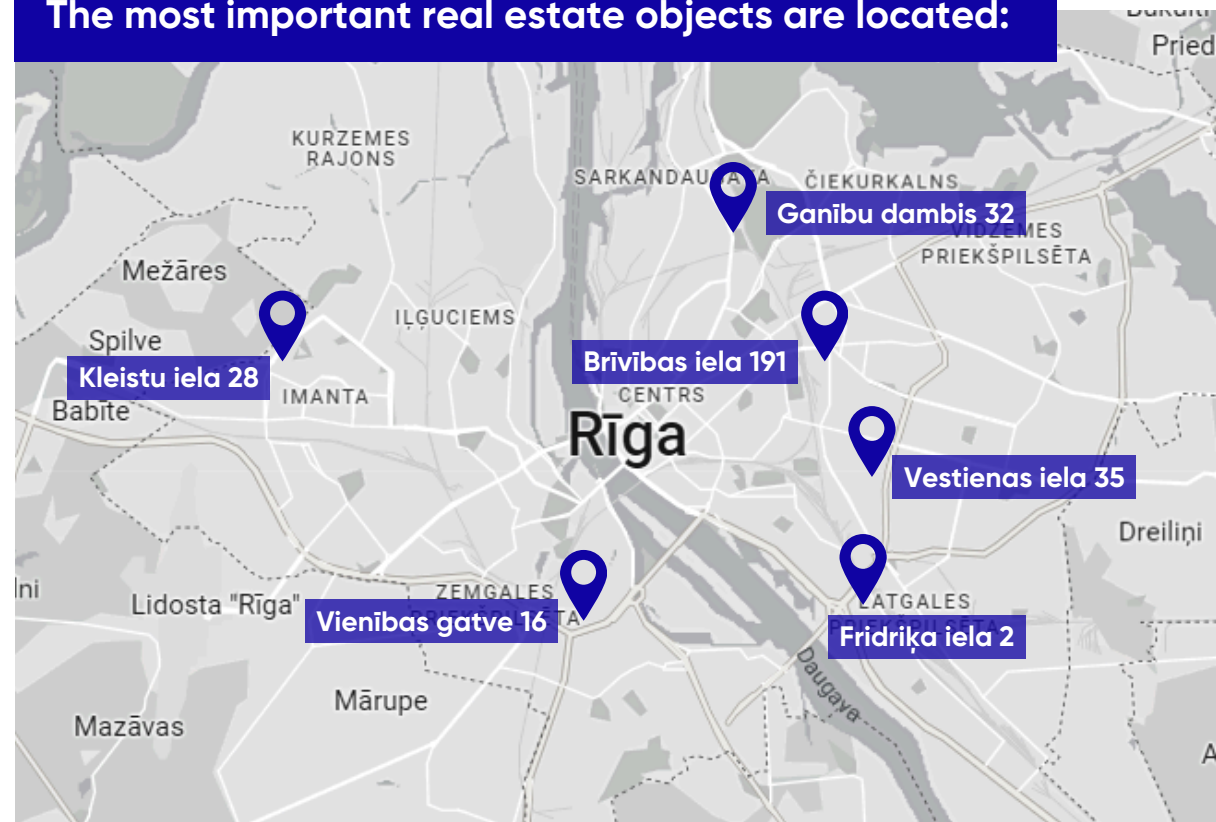 The most important real estate objects are located:
Pried
KURZEMES
RAJONS
SARKANDAUGAVA
ČIEKURKALNS
Ganību dambis 32
VIDZEMES
PRIEKŠPILSĒTA
Mežāres
IĻĢUCIEMS
Spilve
Kleistu iela 28
Brīvības iela 191
IMANTA
CENTRS
Babīte
Rīga
Vestienas iela 35
Dreiliņi
lni
Lidosta "Rīga"
ZEMGALES
PRIEKŠPILSĒTA
Vienības gatve 16
LATGALES
PRIEKŠPILSĒTA
Fridriķa iela 2
Daugava
Mārupe
Mazāvas
A